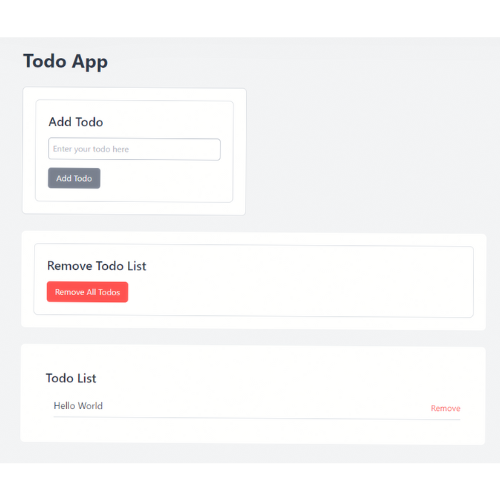 Todo App
Add Todo
Enter your todo here
Add Todo
Remove Todo List
Remove All Todos
Todo List
Hello World
Remove